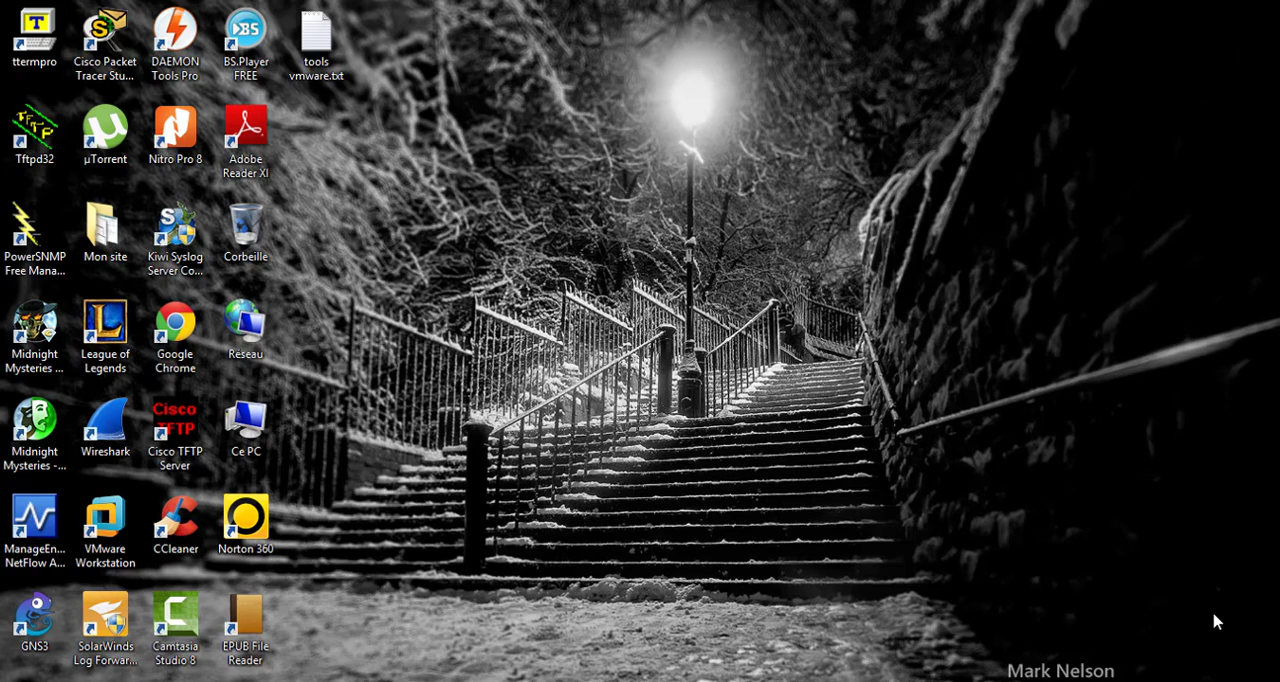 ttermpro
Cisco Packet
Tracer Stu...
DAEMON
Tools Pro
BS.Player
FREE
tools
vmware.txt
Tftpd32
µTorrent
Nitro Pro 8
Adobe
Reader XI
PowerSNMP
Free Mana...
Mon site
Kiwi Syslog
Server Co...
Corbeille
Midnight
Mysteries ...
League of
Legends
Google
Chrome
Réseau
Midnight
Mysteries -...
Wireshark
Cisco
TFTP
Cisco TFTP
Server
Ce PC
ManageEn...
NetFlow A...
VMware
Workstation
CCleaner
Norton 360
GNS3
SolarWinds
Log Forwar...
Camtasia
Studio 8
EPUB File
Reader
Mark Nelson